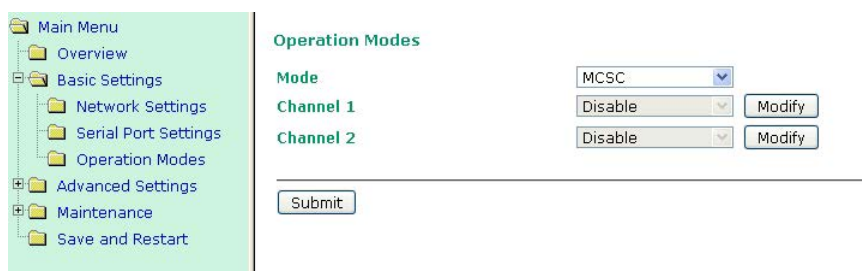 Main Menu
Overview
Basic Settings
Network Settings
Serial Port Settings
Operation Modes
Advanced Settings
Maintenance
Save and Restart
Operation Modes
Mode MCSC
Channel 1 Disable Modify
Channel 2 Disable Modify
Submit